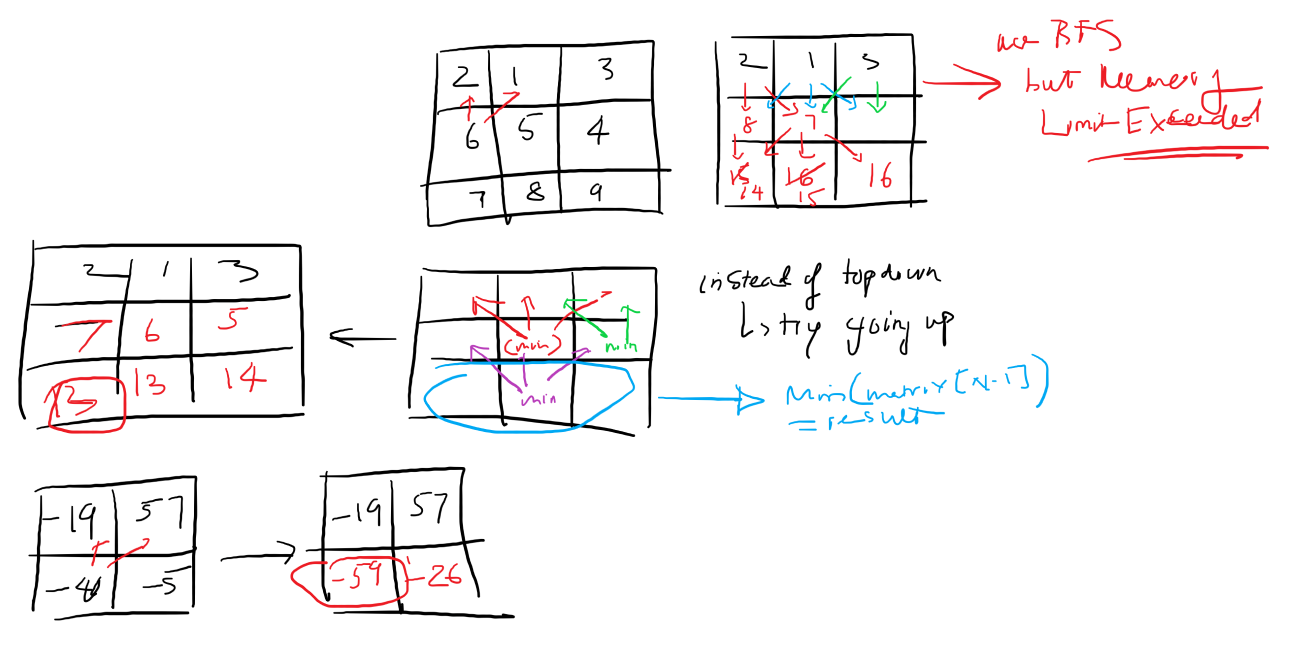 2 1 3
6 5 4
7 8 9
2 1 3
8 7
15 16 16
14 15
use BFS
but Memory
Limit Exceeded
2 1 3
7 6 5
13 13 14
(min) min
min
instead of topdown
↳ try going up
Min(matrix[N-1])
= result
-19 57
-40 -5
-19 57
-59 -26